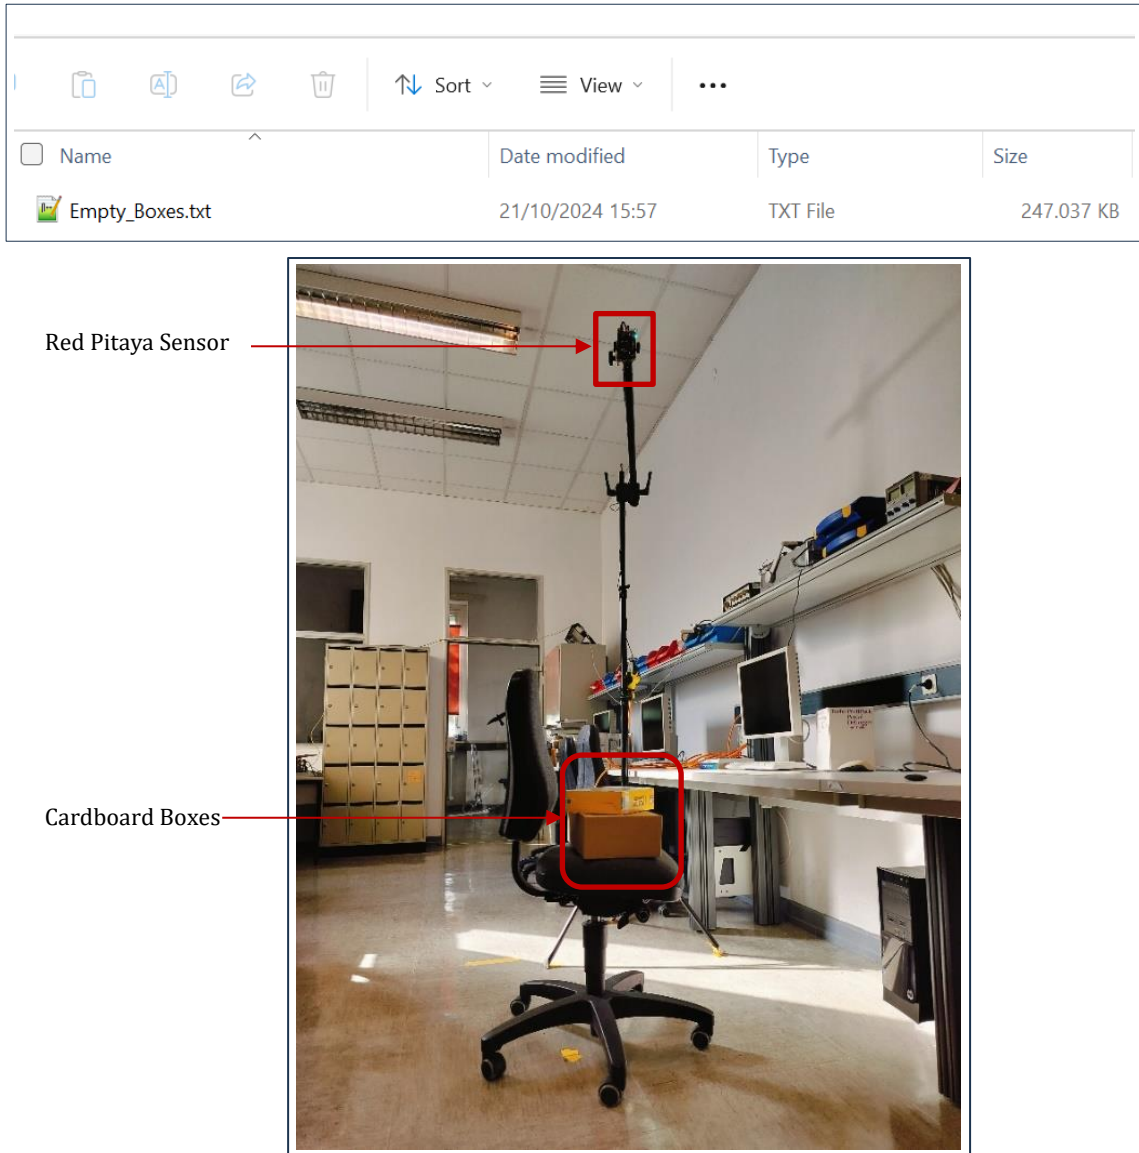 Sort View •••
Name Date modified Type Size
Empty_Boxes.txt 21/10/2024 15:57 TXT File 247.037 KB
Red Pitaya Sensor
Cardboard Boxes